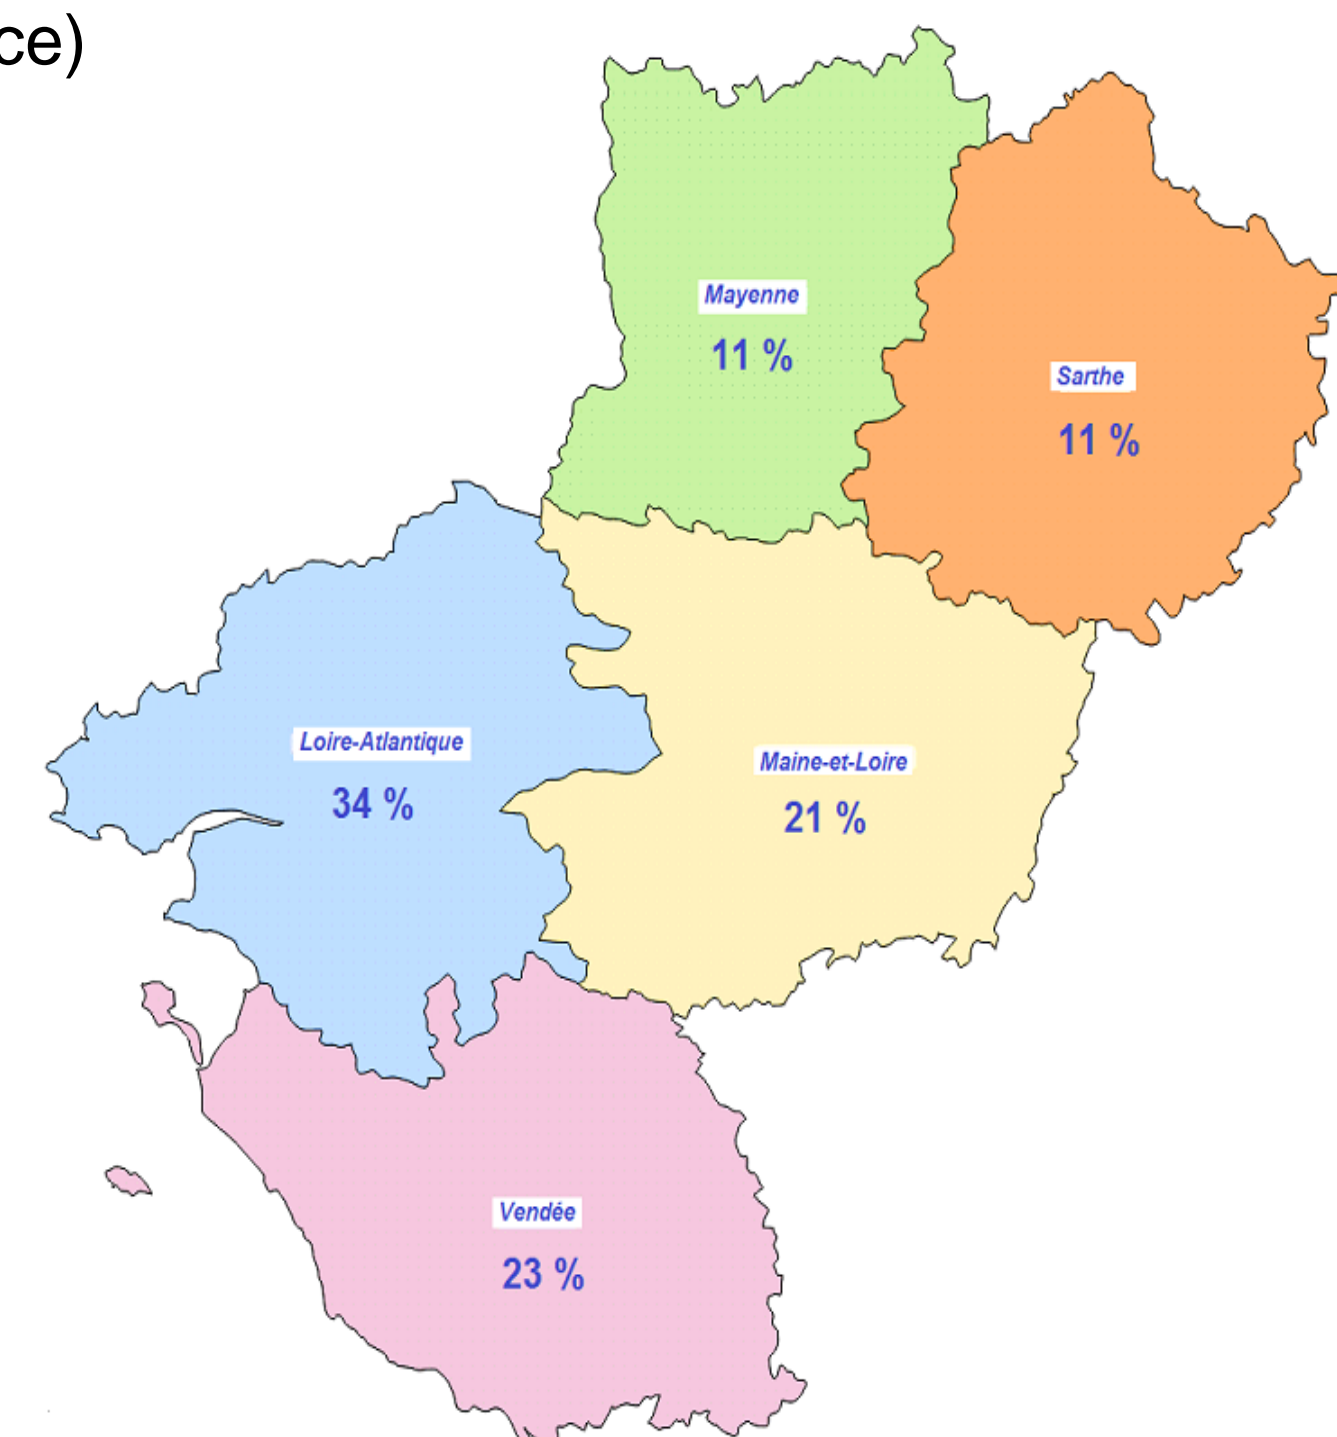 ce)
Mayenne
11 %
Sarthe
11 %
Loire-Atlantique
34 %
Maine-et-Loire
21 %
Vendée
23 %